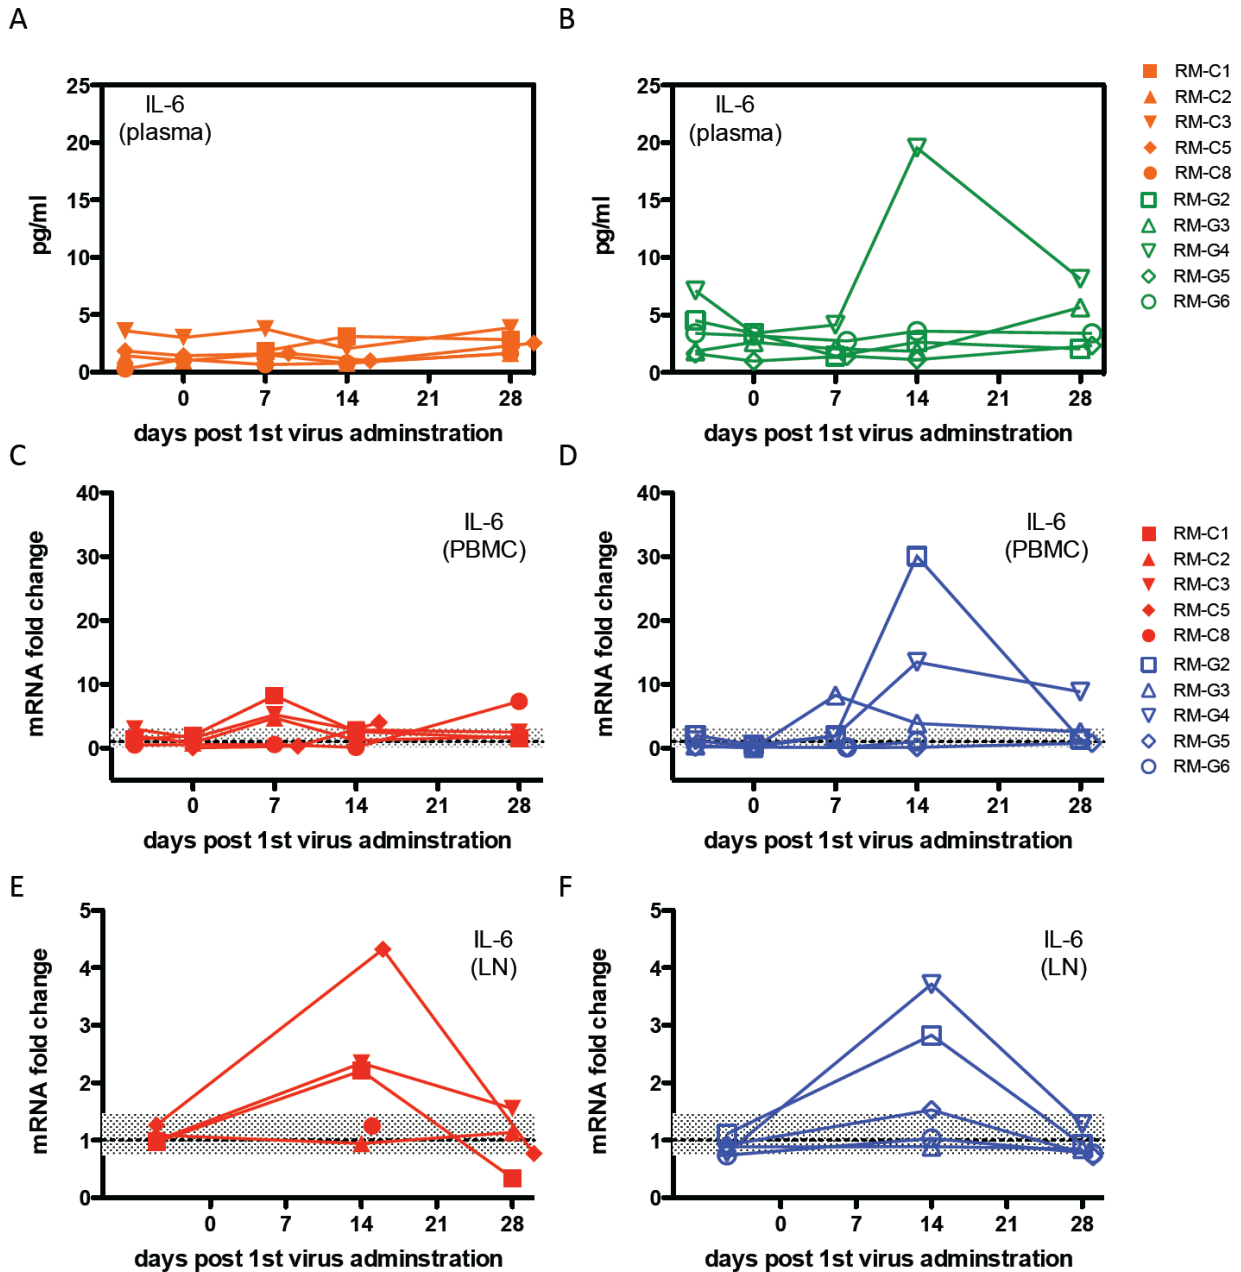 A
B
25
20
15
10
5
0
pg/ml
IL-6
(plasma)
0 7 14 21 28
days post 1st virus adminstration
25
20
15
10
5
0
pg/ml
IL-6
(plasma)
0 7 14 21 28
days post 1st virus adminstration
RM-C1
RM-C2
RM-C3
RM-C5
RM-C8
RM-G2
RM-G3
RM-G4
RM-G5
RM-G6
C
D
40
30
20
10
0
mRNA fold change
IL-6
(PBMC)
0 7 14 21 28
days post 1st virus adminstration
40
30
20
10
0
mRNA fold change
IL-6
(PBMC)
0 7 14 21 28
days post 1st virus adminstration
RM-C1
RM-C2
RM-C3
RM-C5
RM-C8
RM-G2
RM-G3
RM-G4
RM-G5
RM-G6
E
F
5
4
3
2
1
0
mRNA fold change
IL-6
(LN)
0 7 14 21 28
days post 1st virus adminstration
5
4
3
2
1
0
mRNA fold change
IL-6
(LN)
0 7 14 21 28
days post 1st virus adminstration